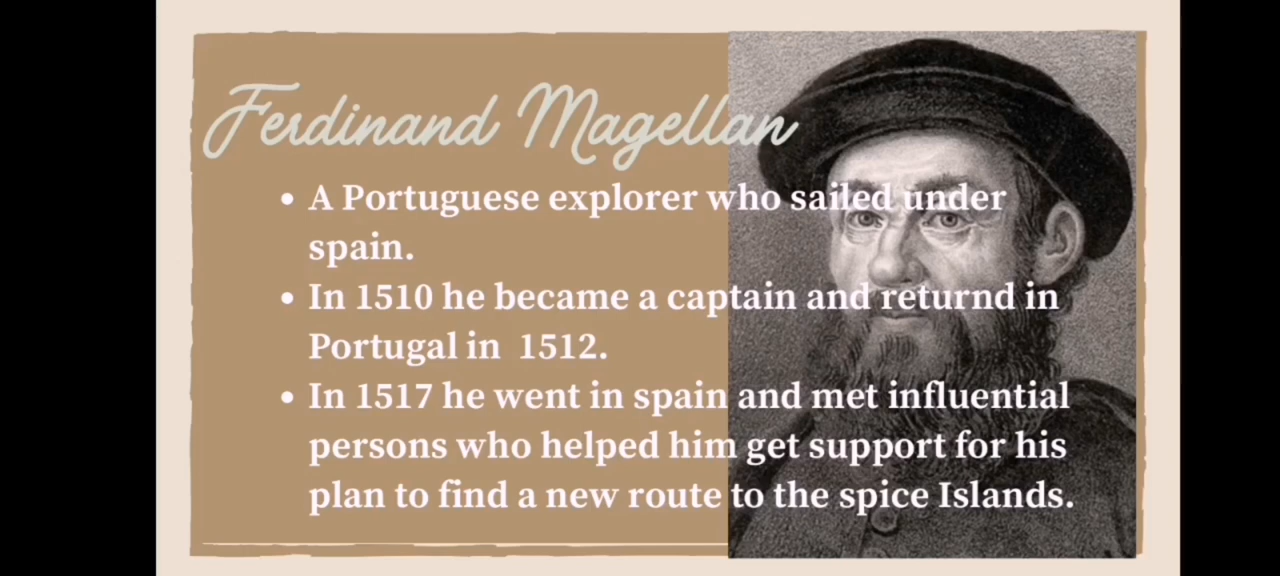 Ferdinand Magellan
• A Portuguese explorer who sailed under
spain.
• In 1510 he became a captain and returnd in
Portugal in 1512.
• In 1517 he went in spain and met influential
persons who helped him get support for his
plan to find a new route to the spice Islands.